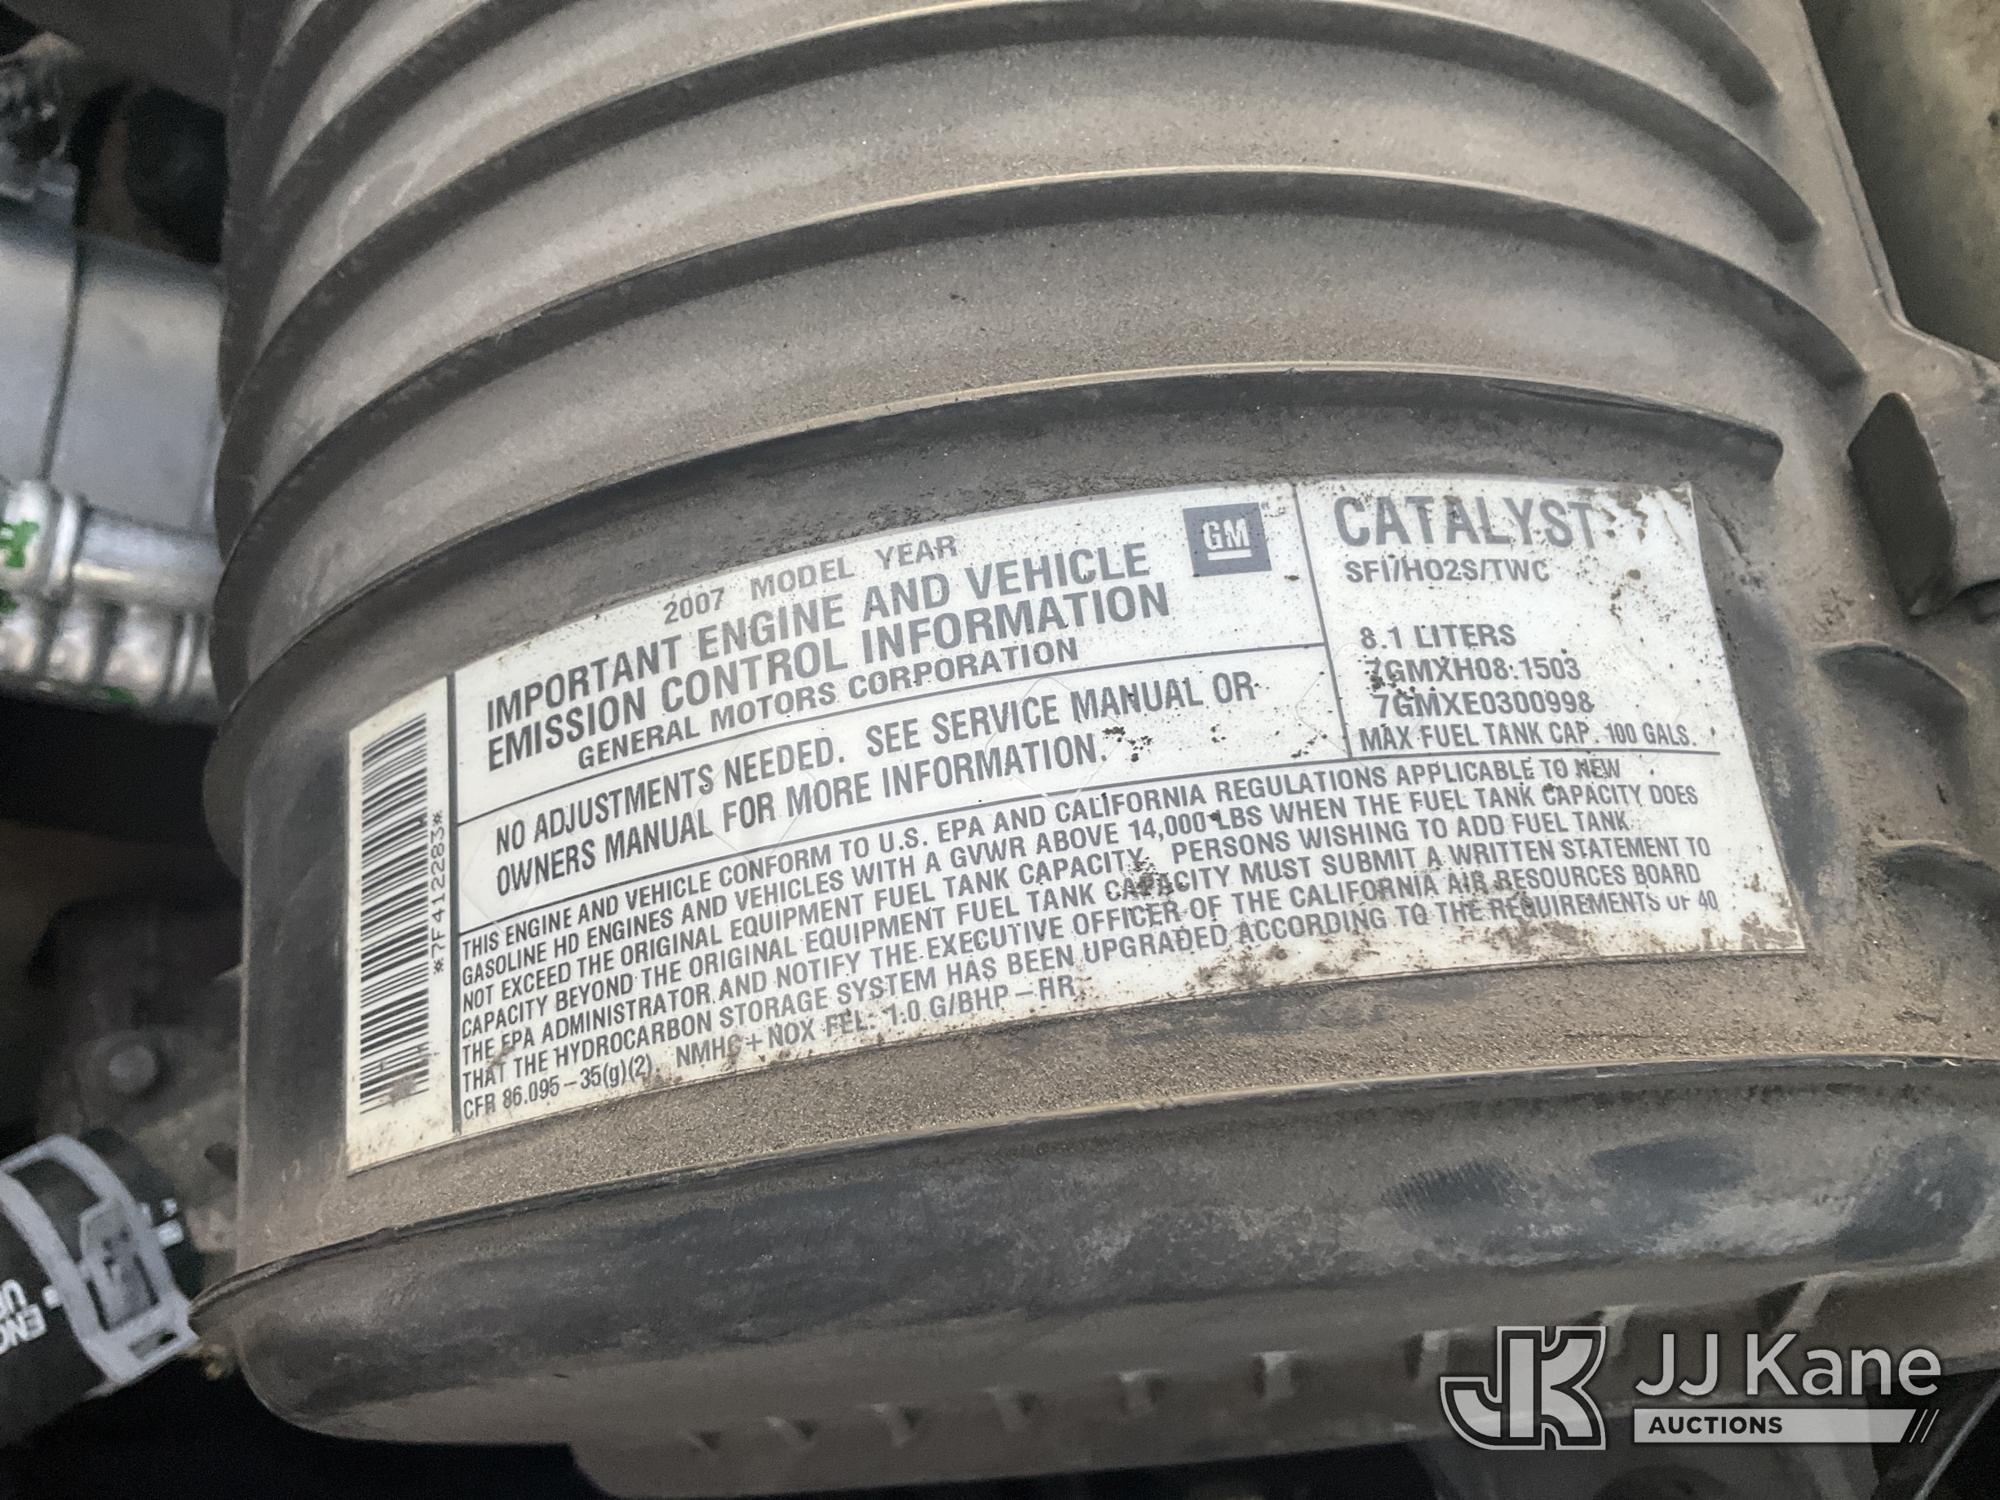 2007 MODEL YEAR
IMPORTANT ENGINE AND VEHICLE
EMISSION CONTROL INFORMATION
GENERAL MOTORS CORPORATION
GM
CATALYST
SFI/HO2S/TWC
8.1 LITERS
7GMXH08.1503
7GMXE0300998
MAX FUEL TANK CAP. 100 GALS.
NO ADJUSTMENTS NEEDED. SEE SERVICE MANUAL OR
OWNERS MANUAL FOR MORE INFORMATION.
THIS ENGINE AND VEHICLE CONFORM TO U.S. EPA AND CALIFORNIA REGULATIONS APPLICABLE TO NEW
GASOLINE HD ENGINES AND VEHICLES WITH A GVWR ABOVE 14,000 LBS WHEN THE FUEL TANK CAPACITY DOES
NOT EXCEED THE ORIGINAL EQUIPMENT FUEL TANK CAPACITY. PERSONS WISHING TO ADD FUEL TANK
CAPACITY BEYOND THE ORIGINAL EQUIPMENT FUEL TANK CAPACITY MUST SUBMIT A WRITTEN STATEMENT TO
THE EPA ADMINISTRATOR AND NOTIFY THE EXECUTIVE OFFICER OF THE CALIFORNIA AIR RESOURCES BOARD
THAT THE HYDROCARBON STORAGE SYSTEM HAS BEEN UPGRADED ACCORDING TO THE REQUIREMENTS OF 40
CFR 86.095-35(g)(2) NMHC+NOX FEL: 1.0 G/BHP-HR
*7F412283*
JK JJ Kane
AUCTIONS